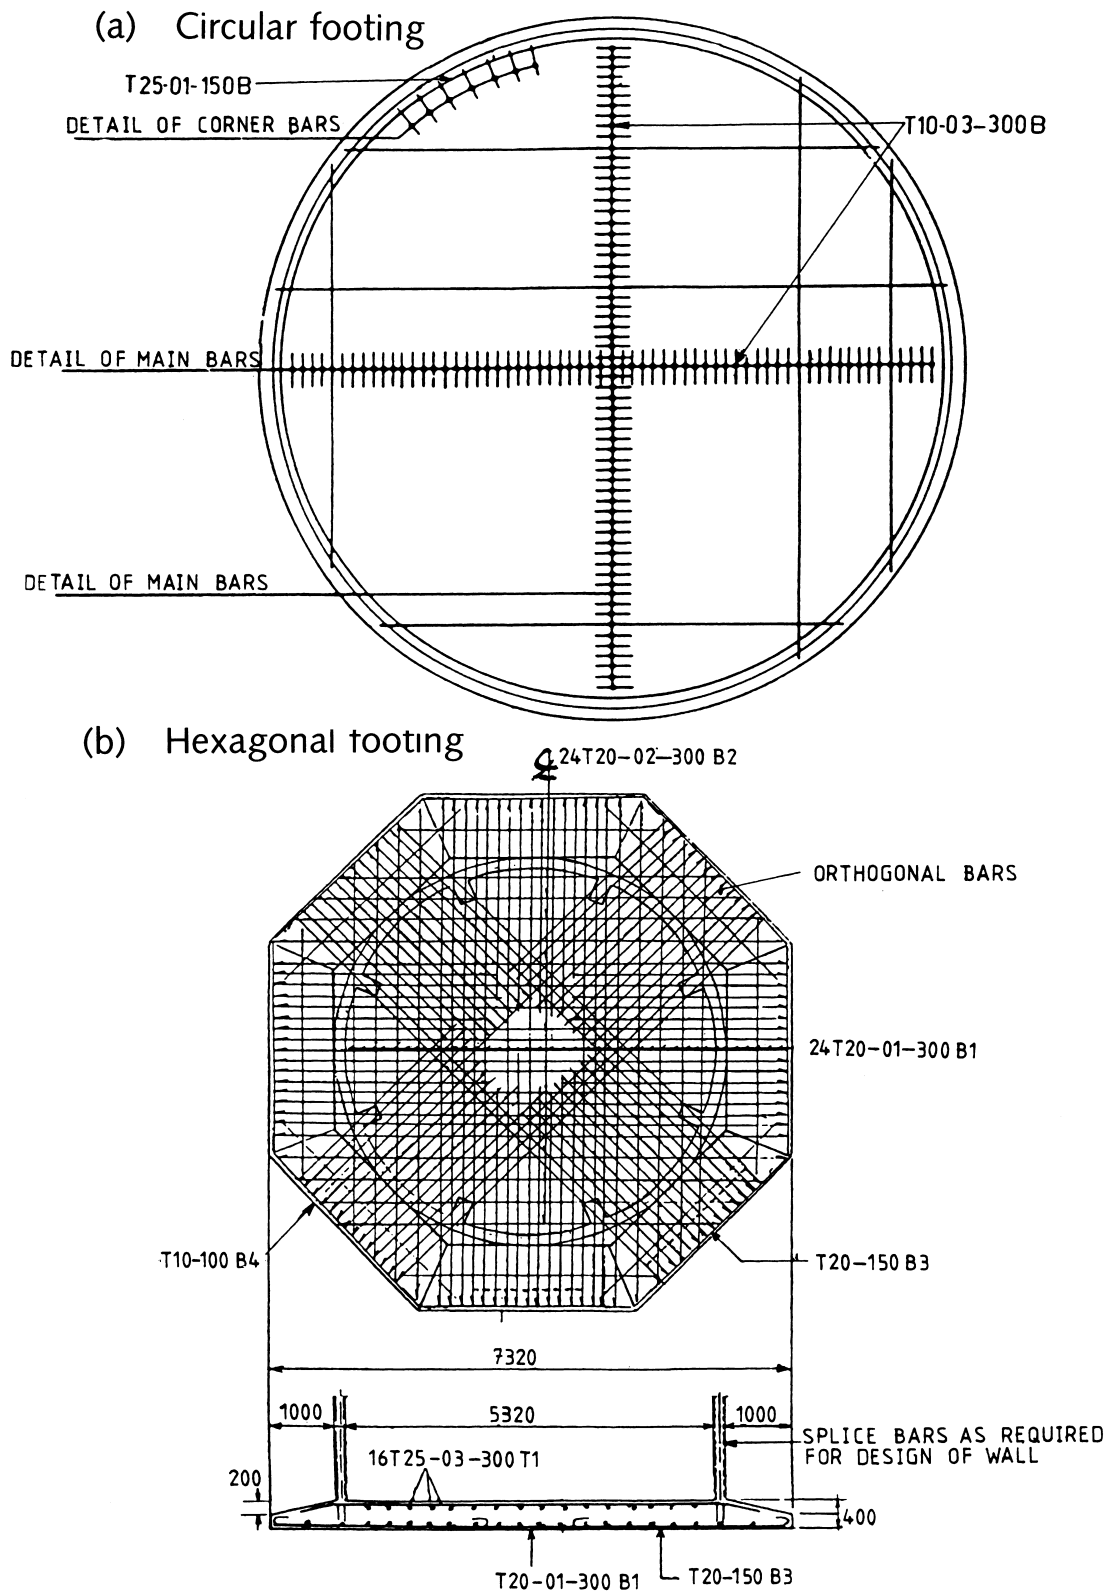 (a) Circular footing
T25-01-150B
DETAIL OF CORNER BARS
T10-03-300B
DETAIL OF MAIN BARS
DETAIL OF MAIN BARS
(b) Hexagonal footing
24T20-02-300 B2
ORTHOGONAL BARS
24T20-01-300 B1
T10-100 B4
T20-150 B3
7320
1000
5320
1000
SPLICE BARS AS REQUIRED
FOR DESIGN OF WALL
16T25-03-300 T1
200
400
T20-01-300 B1
T20-150 B3